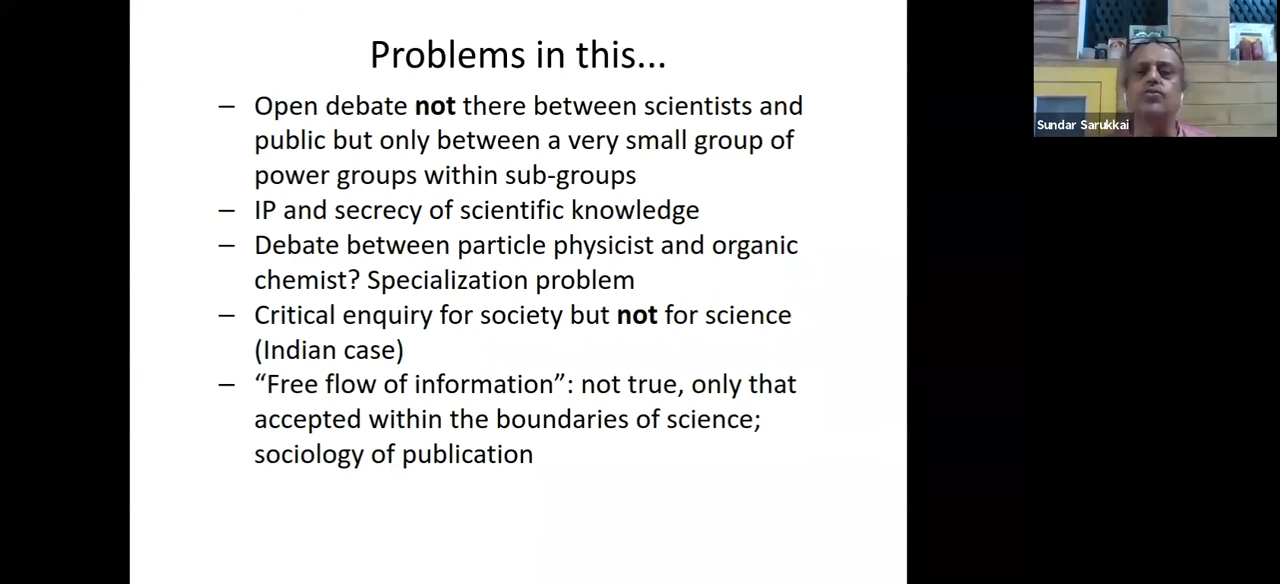 Problems in this...
– Open debate not there between scientists and
public but only between a very small group of
power groups within sub-groups
– IP and secrecy of scientific knowledge
– Debate between particle physicist and organic
chemist? Specialization problem
– Critical enquiry for society but not for science
(Indian case)
– “Free flow of information”: not true, only that
accepted within the boundaries of science;
sociology of publication
Sundar Sarukkai